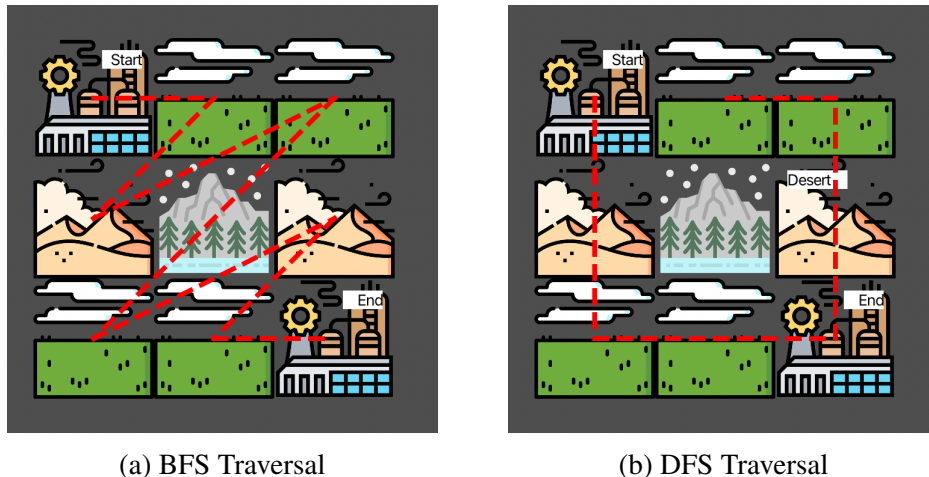 Start
End
(a) BFS Traversal
Start
Desert
End
(b) DFS Traversal